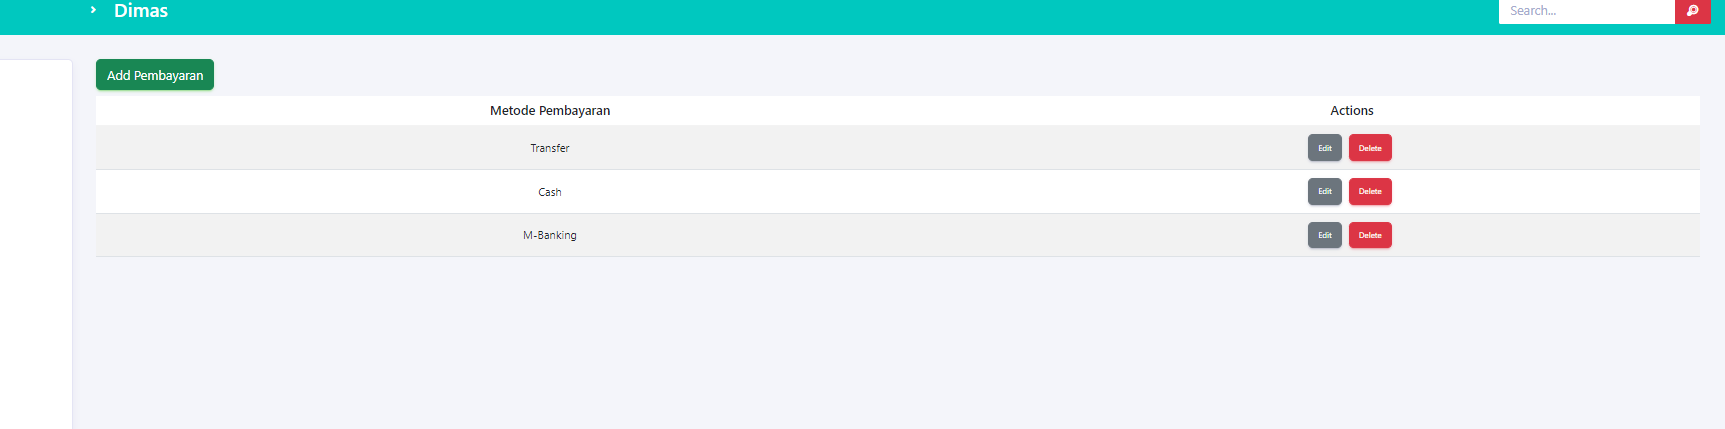 Dimas
Search...
Add Pembayaran
Metode Pembayaran Actions
Transfer Edit Delete
Cash Edit Delete
M-Banking Edit Delete